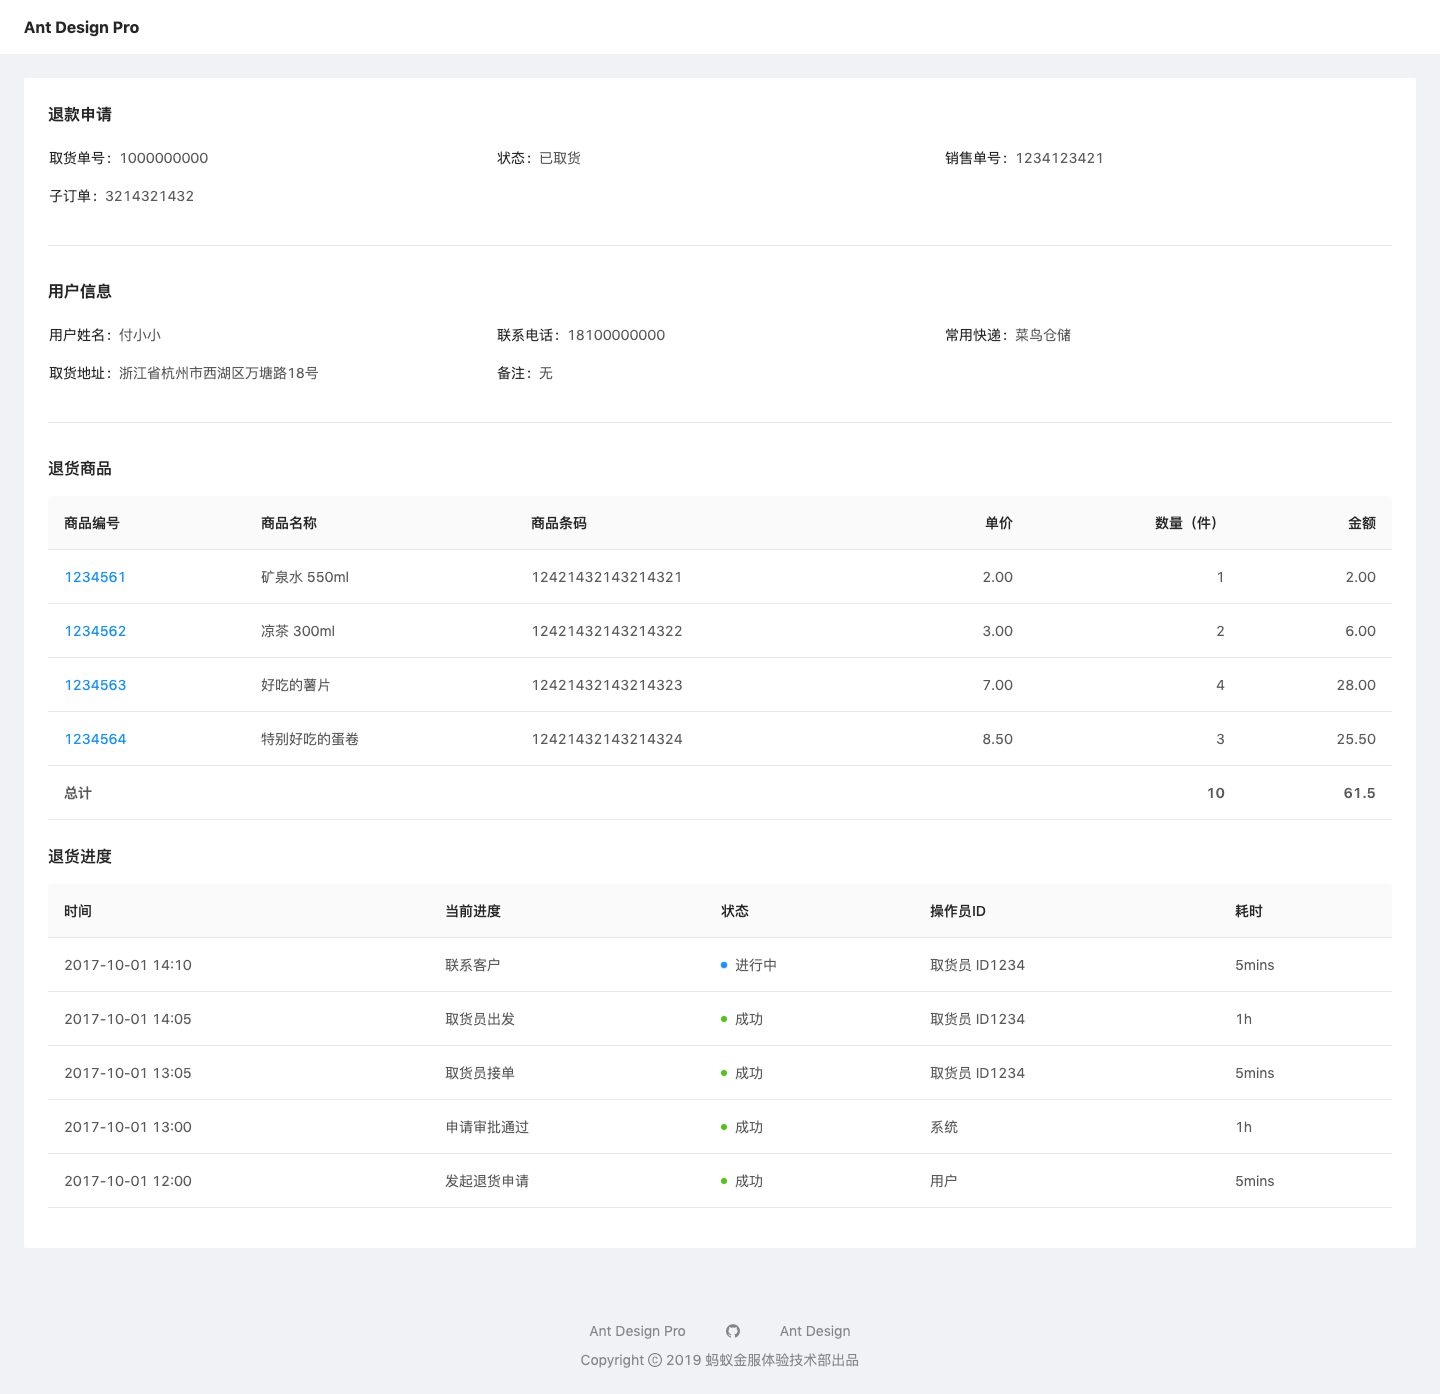 Ant Design Pro
退款申请
取货单号：1000000000 状态：已取货 销售单号：1234123421
子订单：3214321432
用户信息
用户姓名：付小小 联系电话：18100000000 常用快递：菜鸟仓储
取货地址：浙江省杭州市西湖区万塘路18号 备注：无
退货商品
商品编号 商品名称 商品条码 单价 数量（件） 金额
1234561 矿泉水 550ml 12421432143214321 2.00 1 2.00
1234562 凉茶 300ml 12421432143214322 3.00 2 6.00
1234563 好吃的薯片 12421432143214323 7.00 4 28.00
1234564 特别好吃的蛋卷 12421432143214324 8.50 3 25.50
总计 10 61.5
退货进度
时间 当前进度 状态 操作员ID 耗时
2017-10-01 14:10 联系客户 进行中 取货员 ID1234 5mins
2017-10-01 14:05 取货员出发 成功 取货员 ID1234 1h
2017-10-01 13:05 取货员接单 成功 取货员 ID1234 5mins
2017-10-01 13:00 申请审批通过 成功 系统 1h
2017-10-01 12:00 发起退货申请 成功 用户 5mins
Ant Design Pro Ant Design
Copyright © 2019 蚂蚁金服体验技术部出品